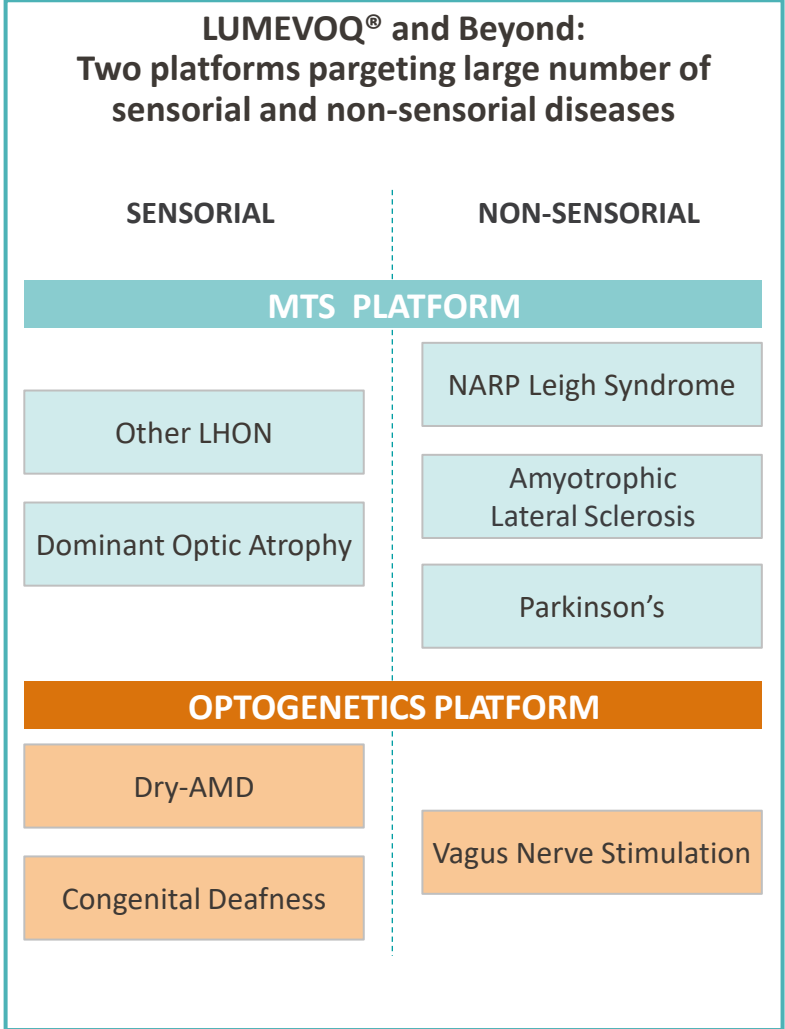 LUMEVOQ® and Beyond:
Two platforms pargeting large number of
sensorial and non-sensorial diseases
SENSORIAL
NON-SENSORIAL
MTS PLATFORM
Other LHON
Dominant Optic Atrophy
NARP Leigh Syndrome
Amyotrophic
Lateral Sclerosis
Parkinson’s
OPTOGENETICS PLATFORM
Dry-AMD
Congenital Deafness
Vagus Nerve Stimulation